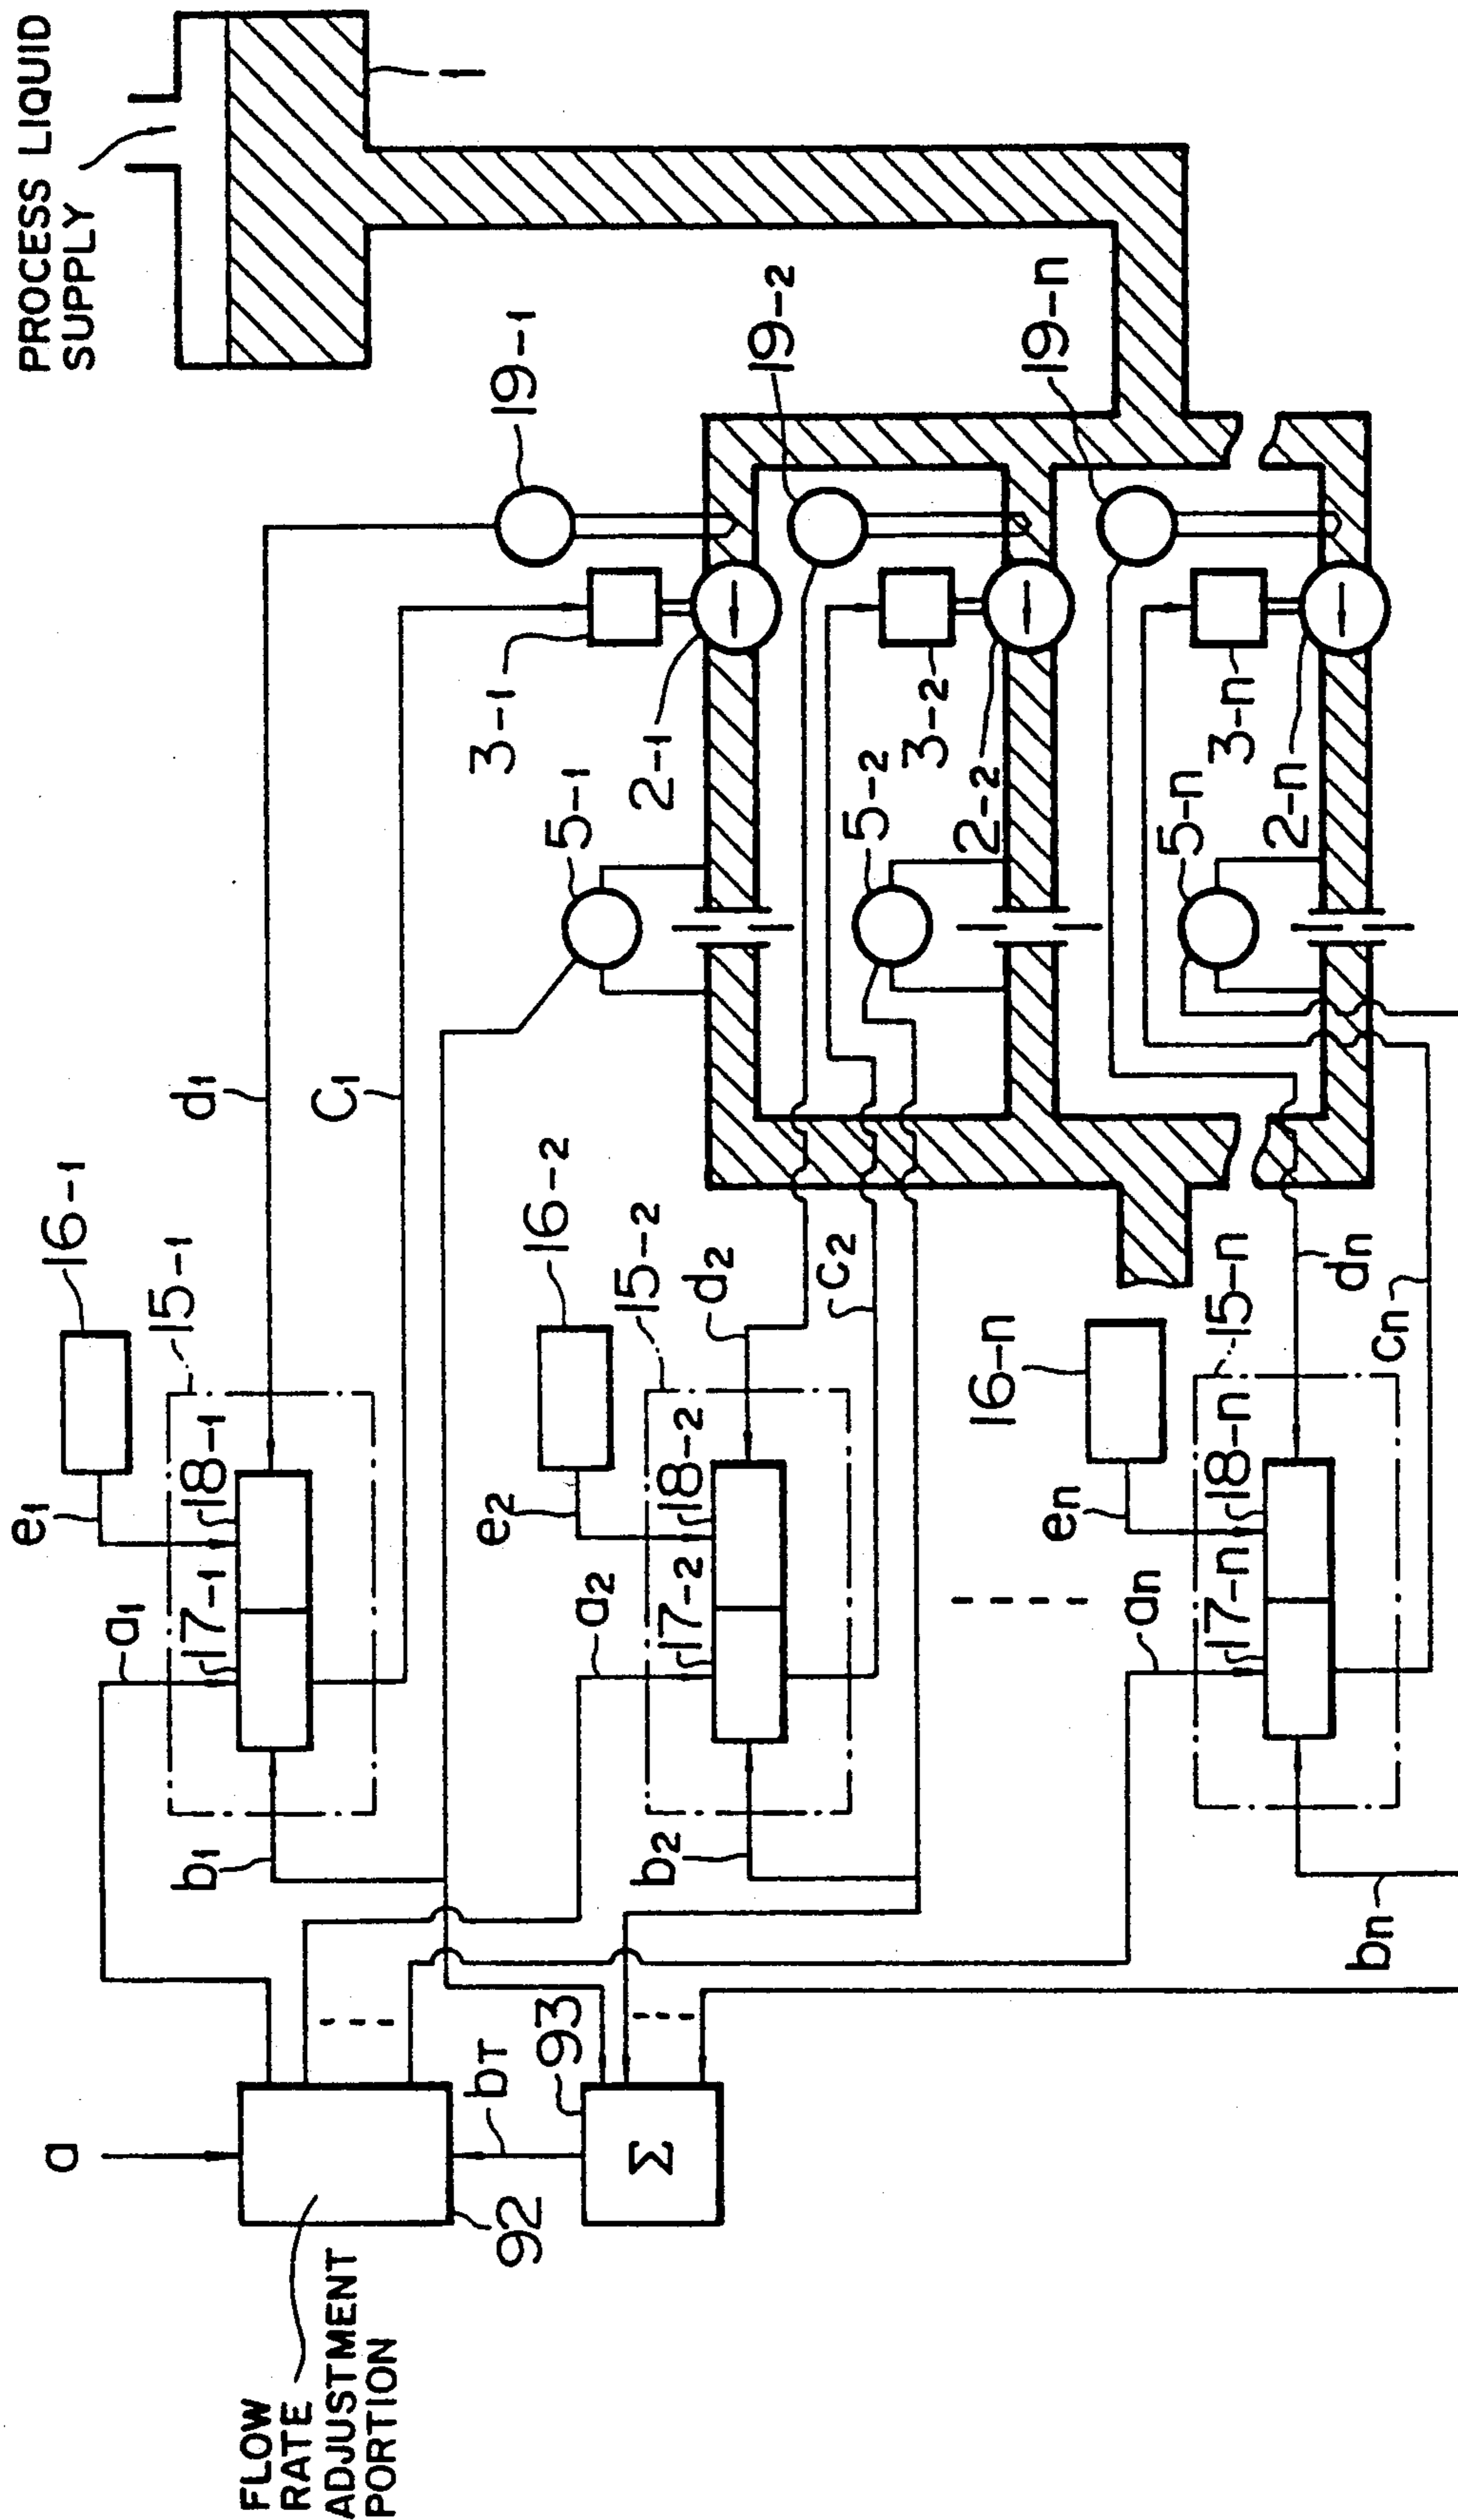 PROCESS LIQUID
SUPPLY
1
19-1
19-2
19-n
3-1
2-1
5-1
3-2
2-2
5-2
3-n
2-n
5-n
d1
C1
16-1
15-1
18-1
17-1
e1
a1
b1
16-2
15-2
d2
c2
18-2
17-2
e2
a2
b2
16-n
15-n
dn
cn
18-n
17-n
en
an
bn
a
bT
93
Σ
92
FLOW
RATE
ADJUSTMENT
PORTION